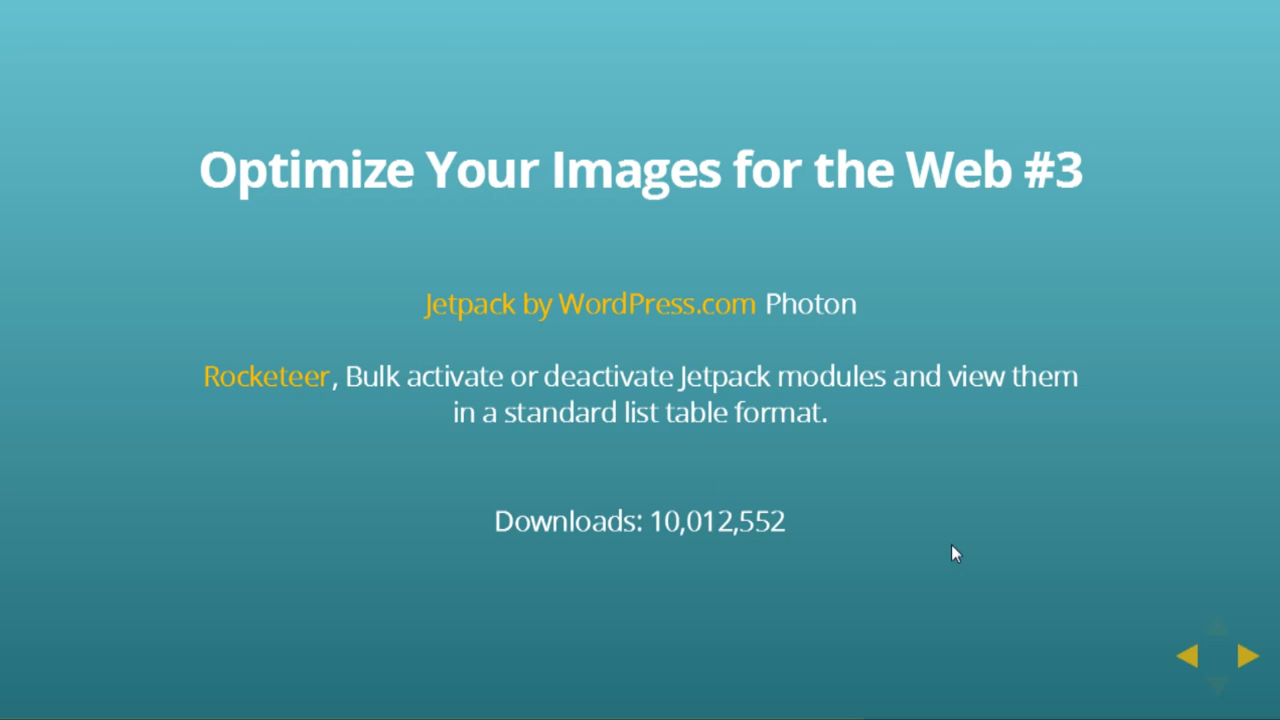 Optimize Your Images for the Web #3
Jetpack by WordPress.com Photon
Rocketeer, Bulk activate or deactivate Jetpack modules and view them
in a standard list table format.
Downloads: 10,012,552